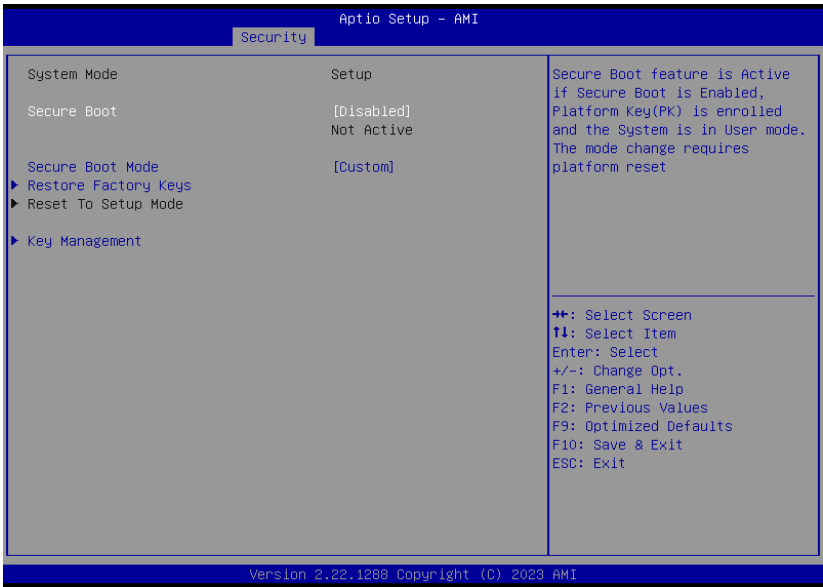 Aptio Setup - AMI
Security
System Mode Setup
Secure Boot [Disabled]
Not Active
Secure Boot Mode [Custom]
Restore Factory Keys
Reset To Setup Mode
Key Management
Secure Boot feature is Active
if Secure Boot is Enabled,
Platform Key(PK) is enrolled
and the System is in User mode.
The mode change requires
platform reset
→←: Select Screen
↑↓: Select Item
Enter: Select
+/-: Change Opt.
F1: General Help
F2: Previous Values
F9: Optimized Defaults
F10: Save & Exit
ESC: Exit
Version 2.22.1288 Copyright (C) 2023 AMI